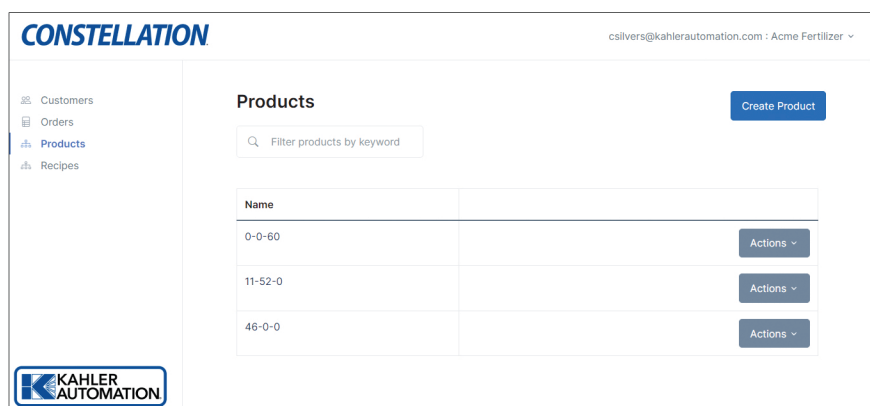 CONSTELLATION.
csilvers@kahlerautomation.com : Acme Fertilizer
Customers
Orders
Products
Recipes
Products
Create Product
Filter products by keyword
Name
0-0-60
Actions
11-52-0
Actions
46-0-0
Actions
KAHLER
AUTOMATION.